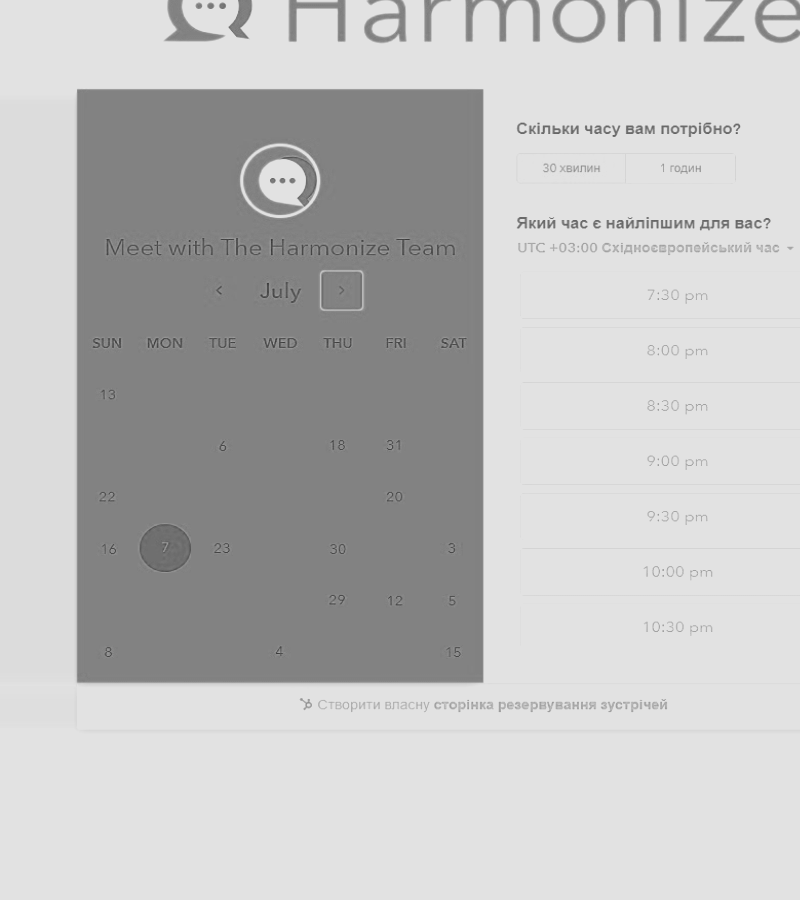 Harmonize
Meet with The Harmonize Team
July
SUN MON TUE WED THU FRI SAT
13
6 18 31
22 20
16 7 23 30 3
29 12 5
8 4 15
Скільки часу вам потрібно?
30 хвилин 1 годин
Який час є найліпшим для вас?
UTC +03:00 Східноєвропейський час
7:30 pm
8:00 pm
8:30 pm
9:00 pm
9:30 pm
10:00 pm
10:30 pm
Створити власну сторінка резервування зустрічей